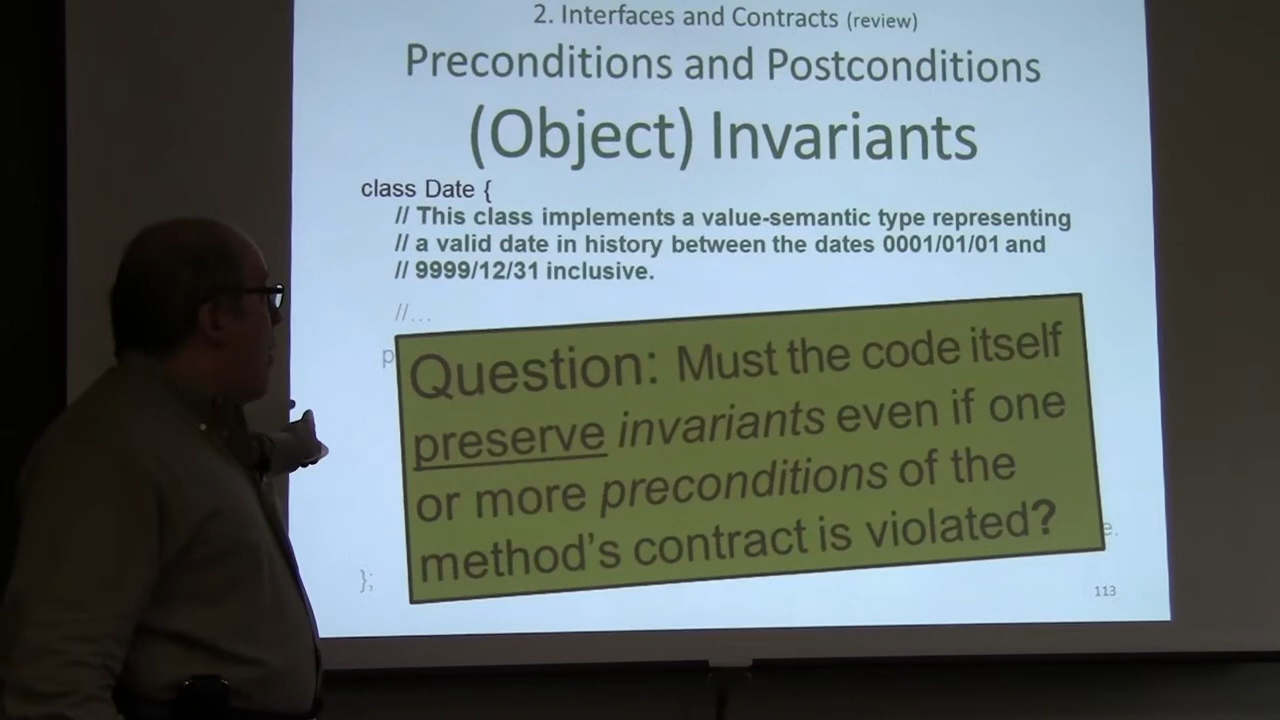 2. Interfaces and Contracts (review)
Preconditions and Postconditions
(Object) Invariants
class Date {
// This class implements a value-semantic type representing
// a valid date in history between the dates 0001/01/01 and
// 9999/12/31 inclusive.
//…
p
Question: Must the code itself
preserve invariants even if one
or more preconditions of the
method's contract is violated?
e.
};
113